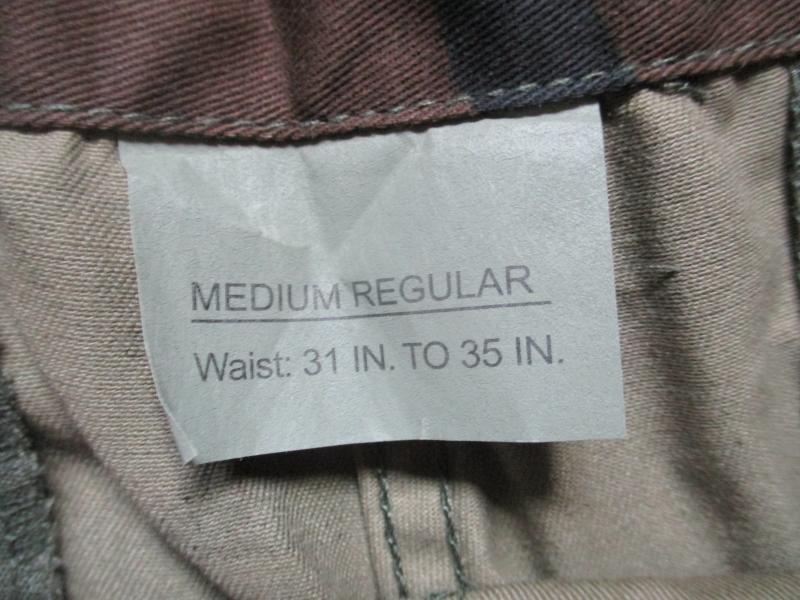 MEDIUM REGULAR
Waist: 31 IN. TO 35 IN.